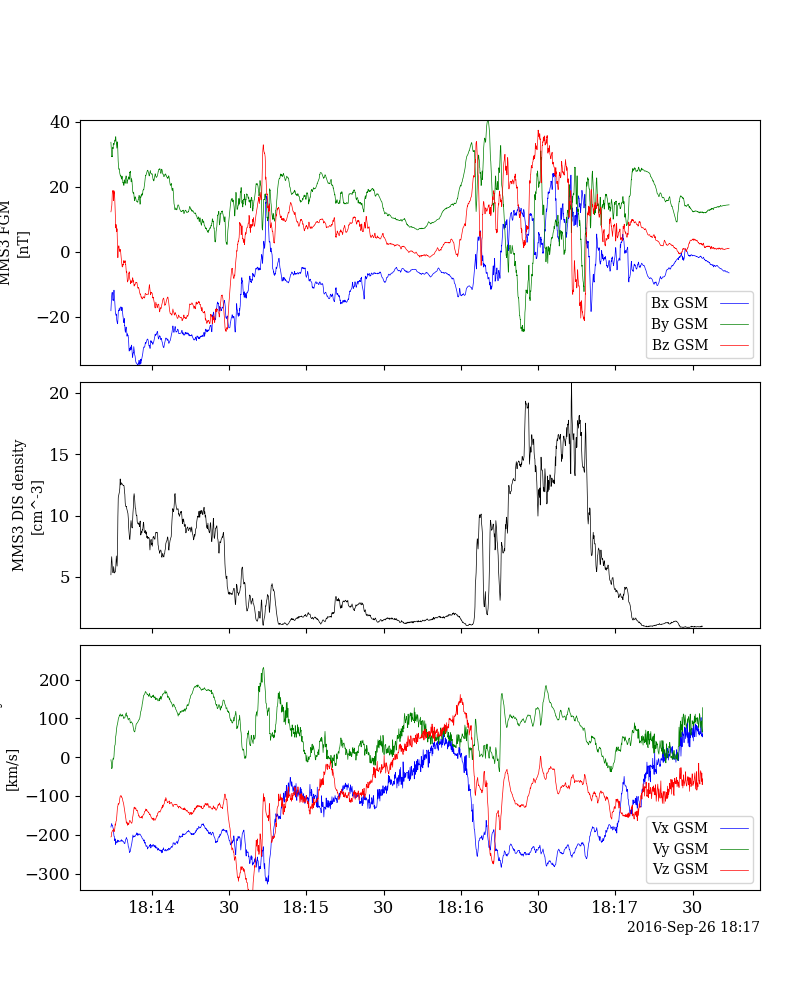 40
20
0
−20
MMS3 FGM
[nT]
Bx GSM
By GSM
Bz GSM
20
15
10
5
MMS3 DIS density
[cm^-3]
200
100
0
−100
−200
−300
[km/s]
Vx GSM
Vy GSM
Vz GSM
18:14 30 18:15 30 18:16 30 18:17 30
2016-Sep-26 18:17